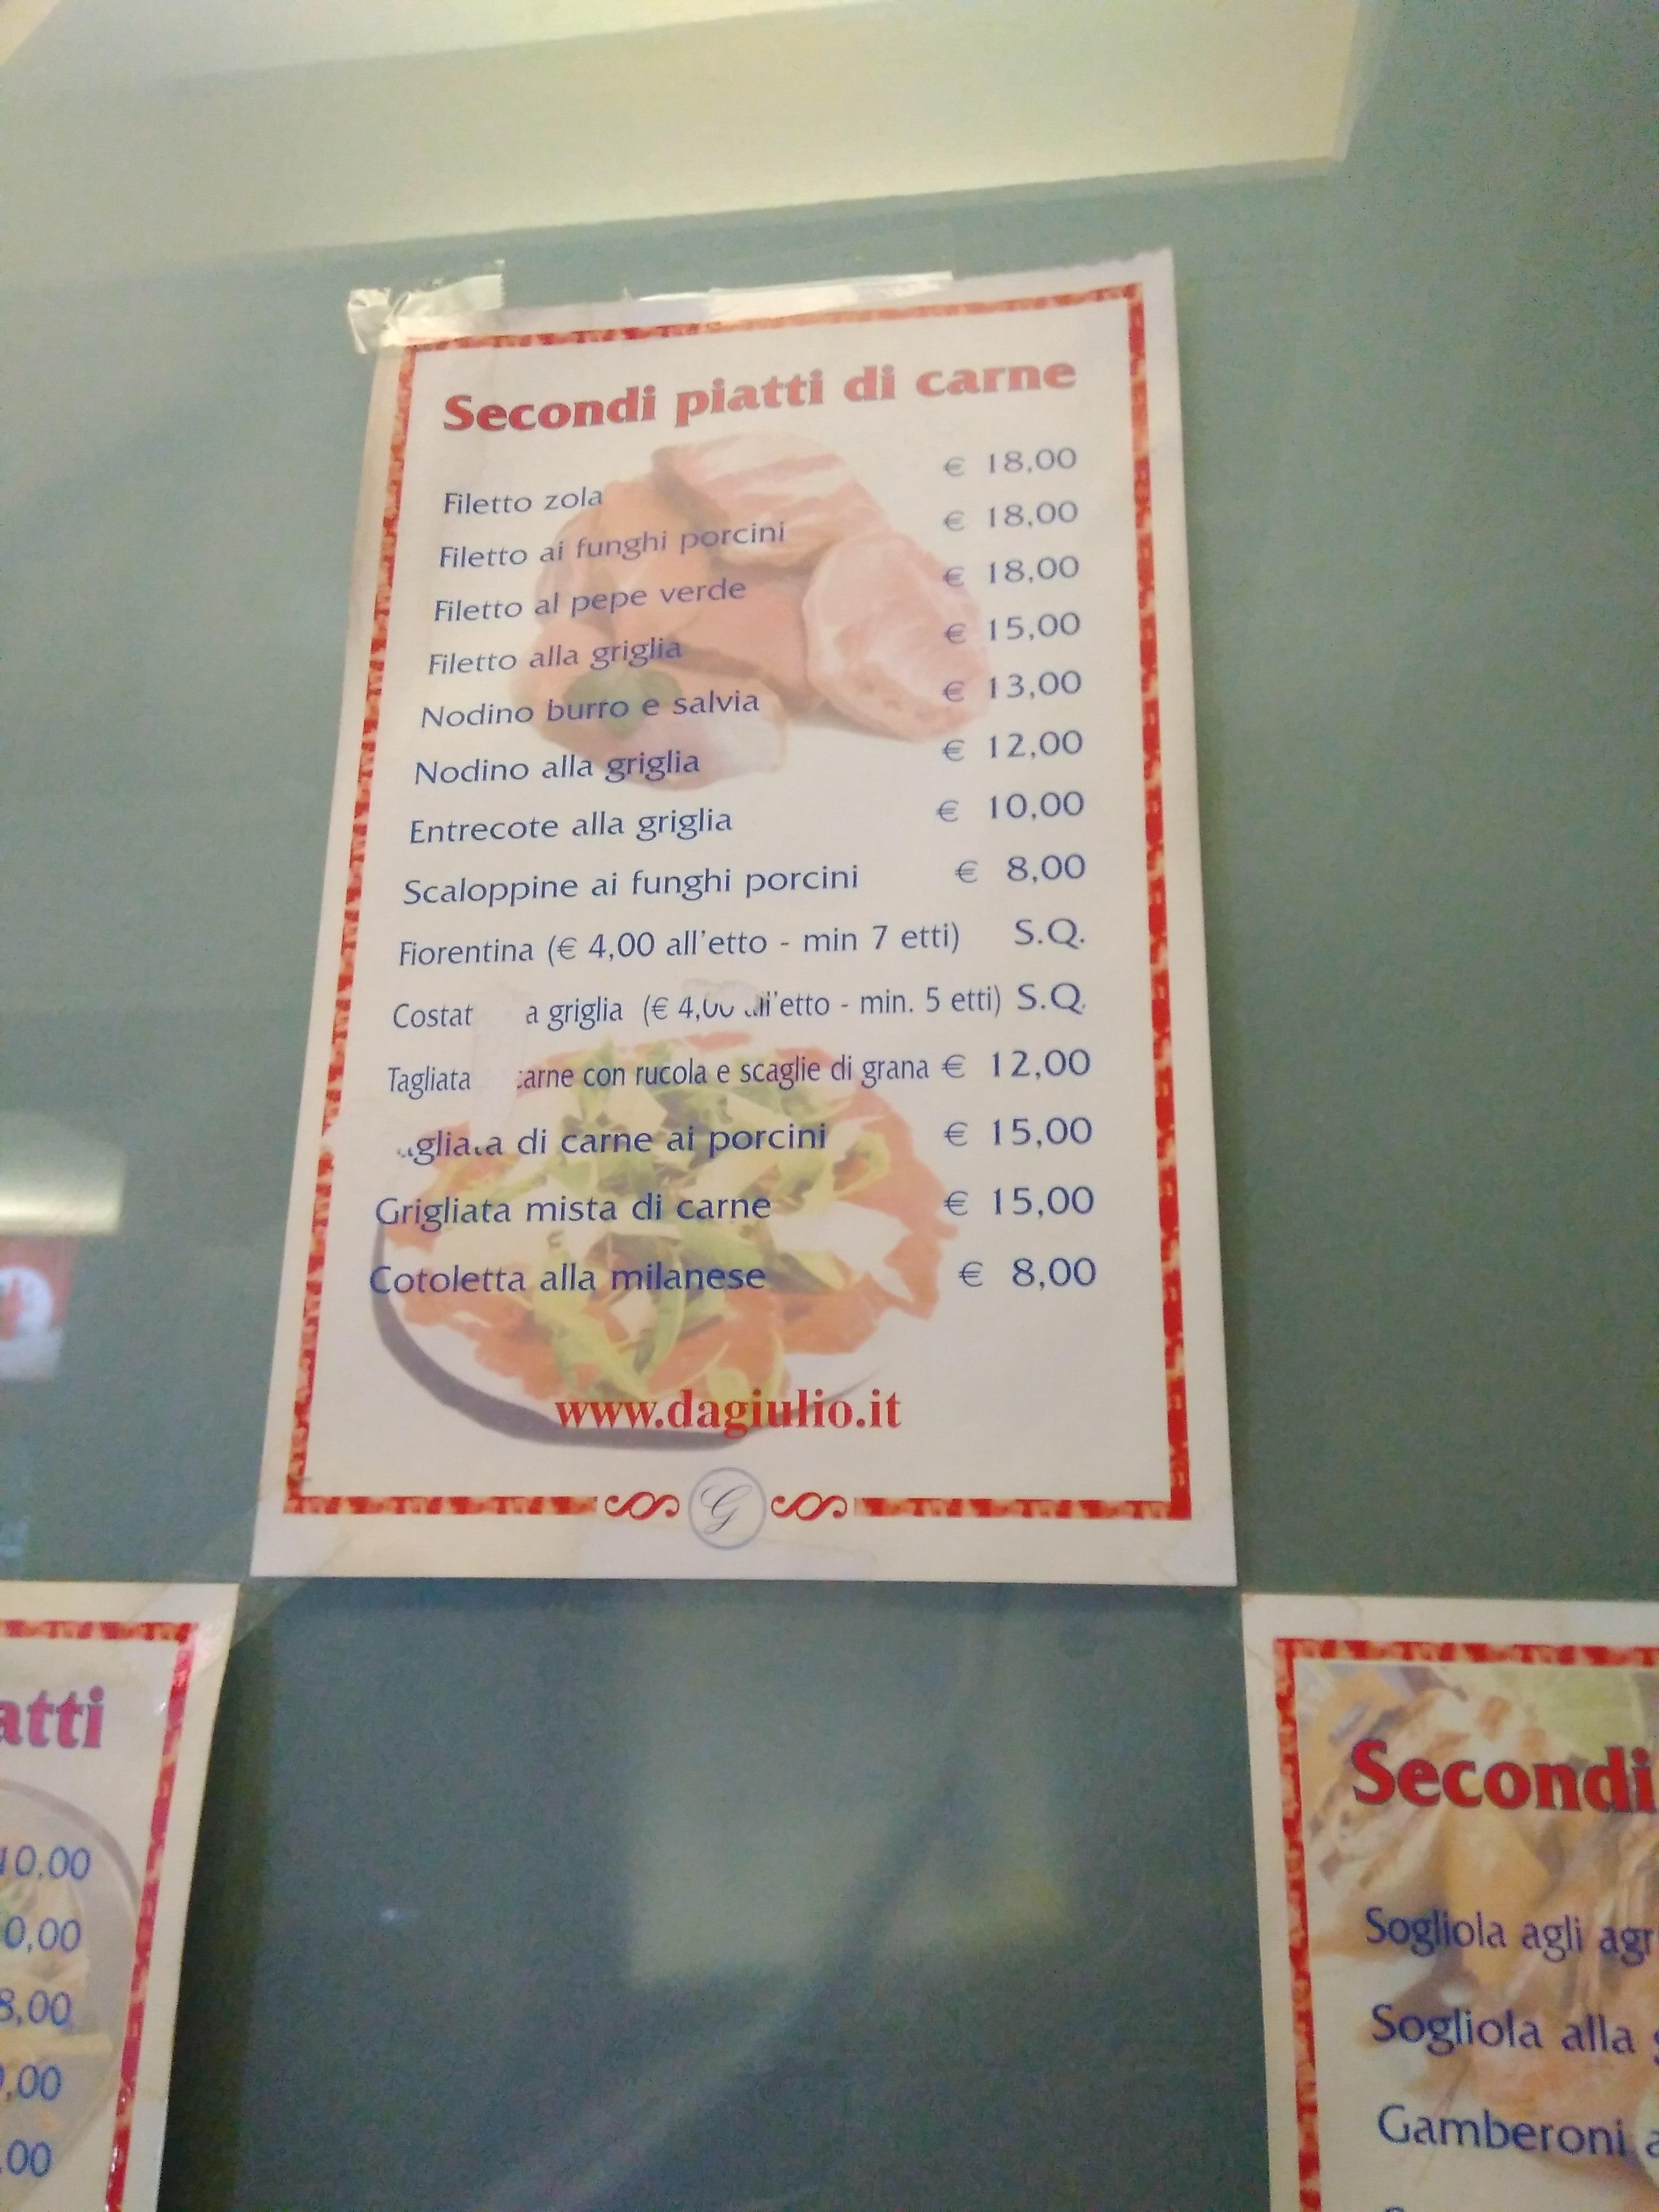 Secondi piatti di carne
Filetto zola € 18,00
Filetto ai funghi porcini € 18,00
Filetto al pepe verde € 18,00
Filetto alla griglia € 15,00
Nodino burro e salvia € 13,00
Nodino alla griglia € 12,00
Entrecote alla griglia € 10,00
Scaloppine ai funghi porcini € 8,00
Fiorentina (€ 4,00 all'etto - min 7 etti) S.Q.
Costat a griglia (€ 4,00 all'etto - min. 5 etti) S.Q.
Tagliata carne con rucola e scaglie di grana € 12,00
di carne ai porcini € 15,00
Grigliata mista di carne € 15,00
Cotoletta alla milanese € 8,00
www.dagiulio.it
G
atti
10,00
0,00
8,00
,00
,00
Secondi
Sogliola agli agr
Sogliola alla
Gamberoni a